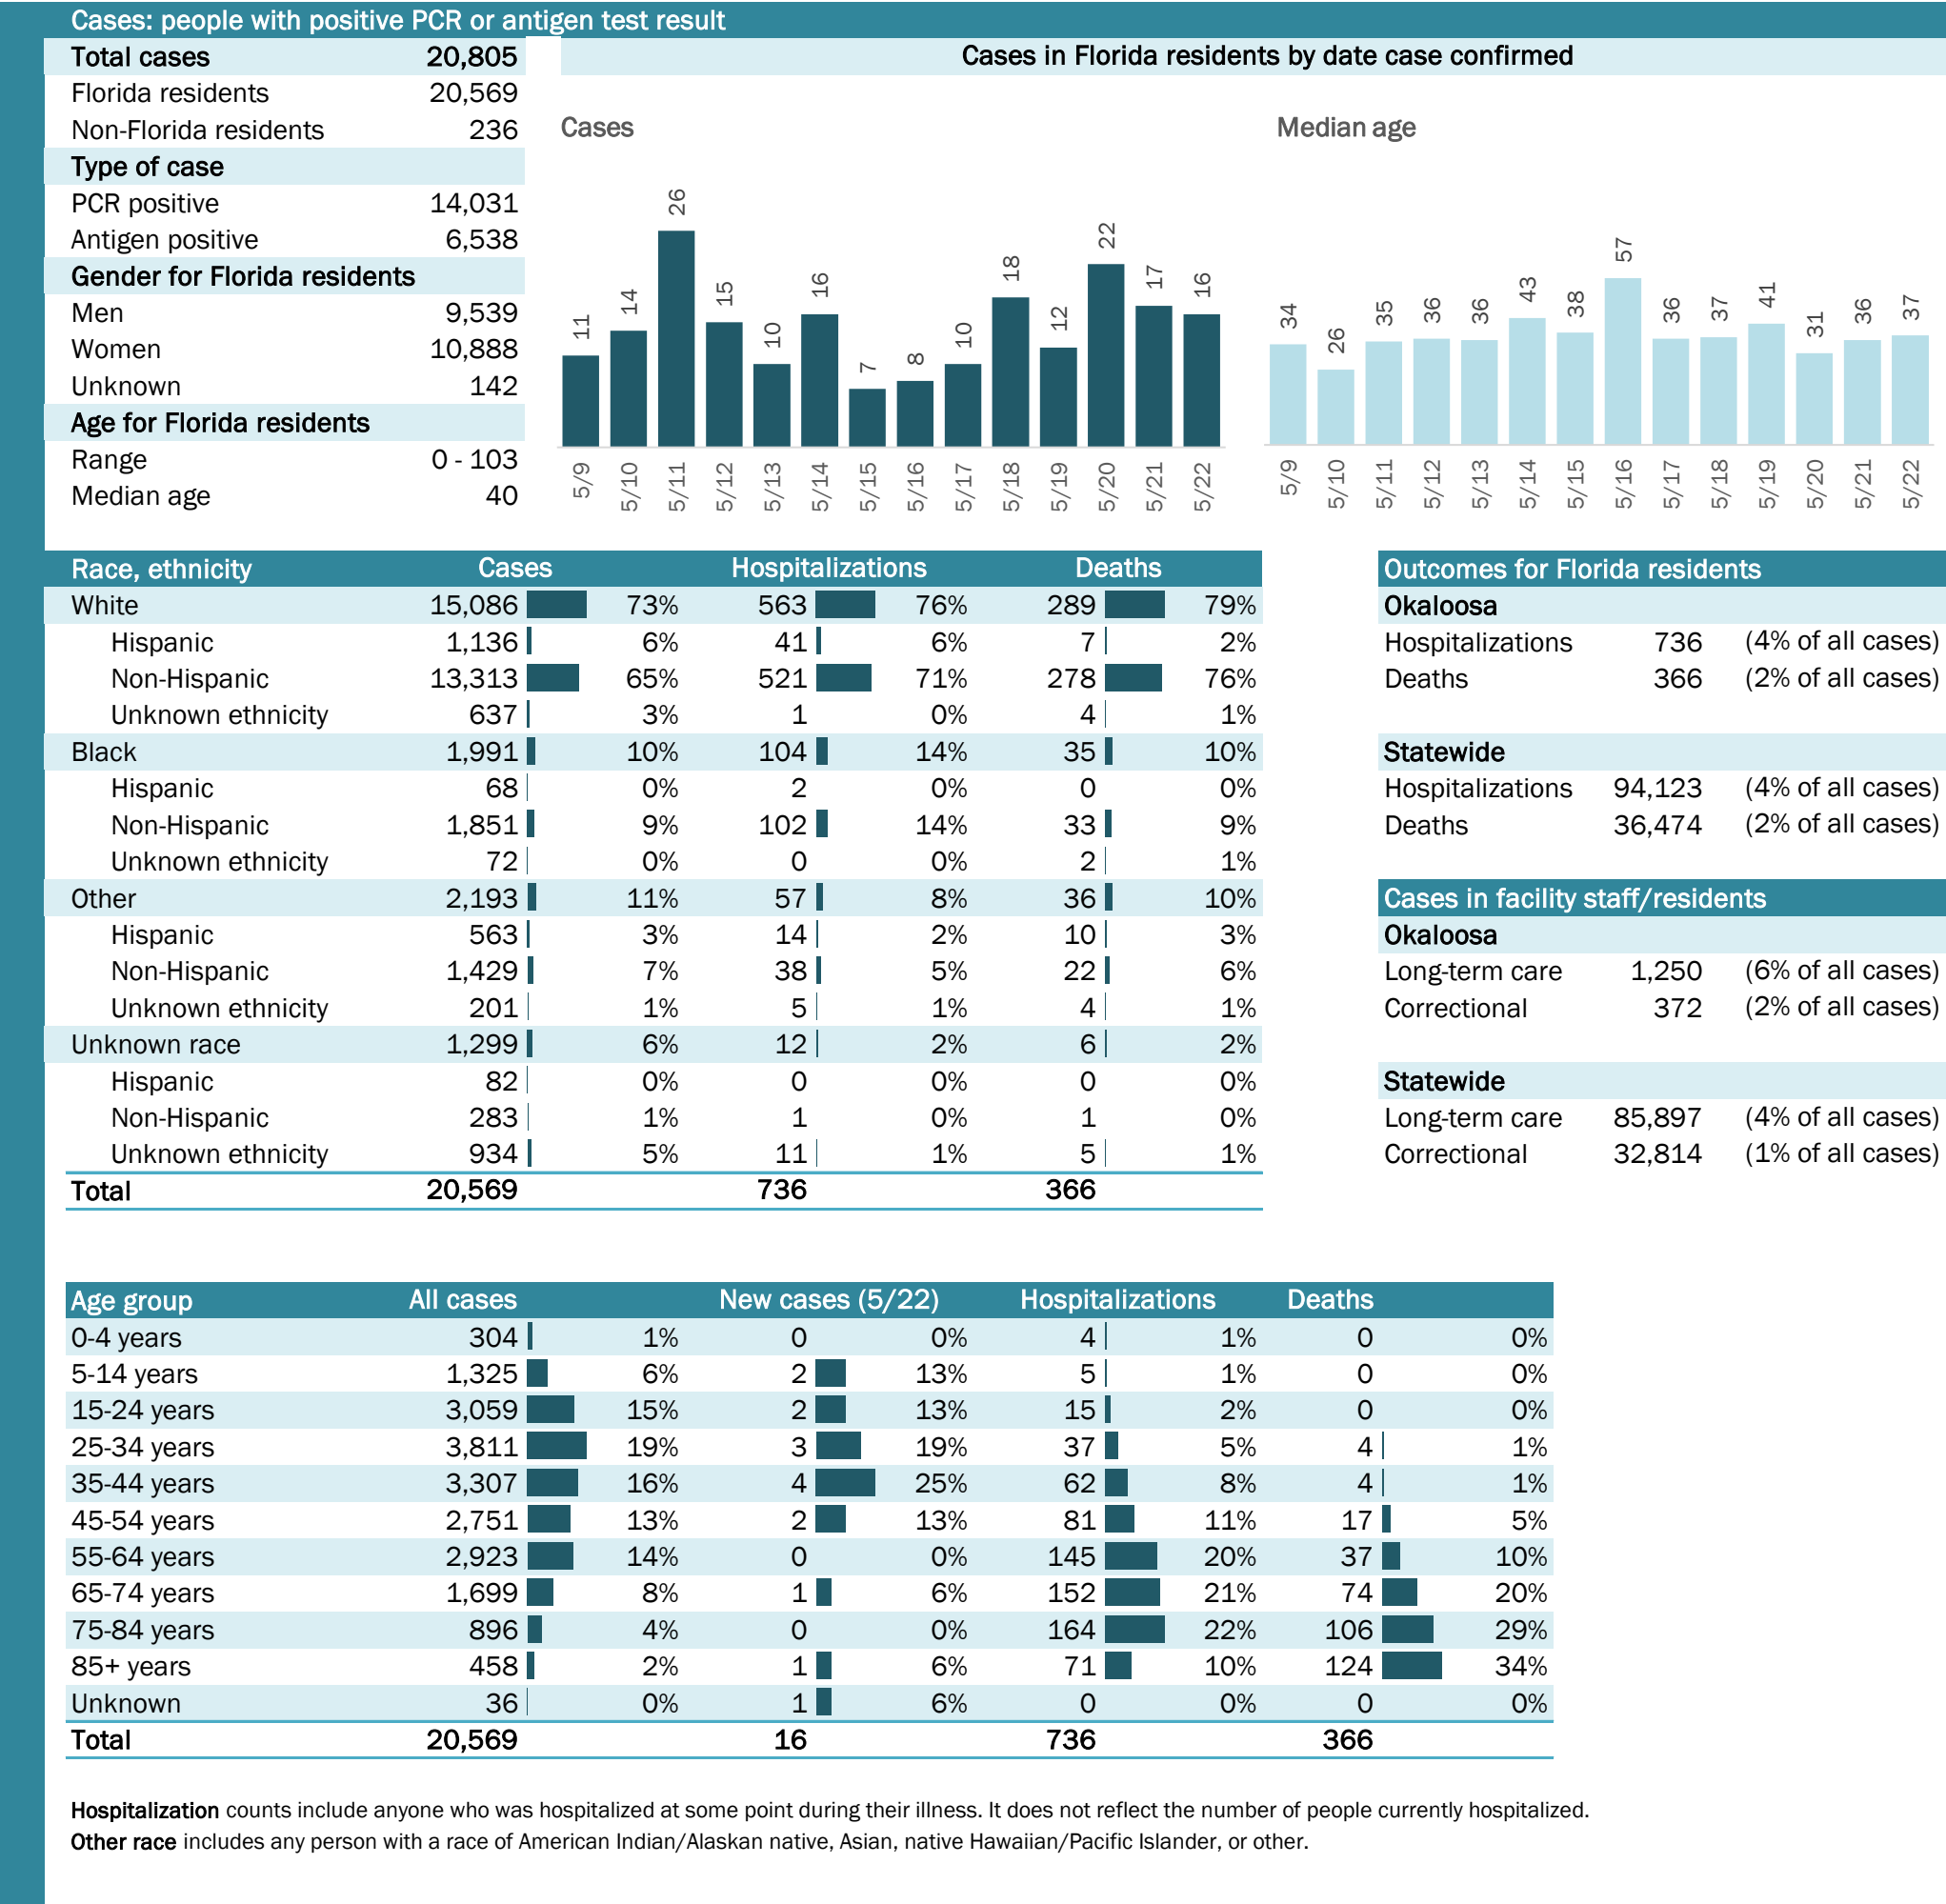 Cases: people with positive PCR or antigen test result
Total cases 20,805
Florida residents 20,569
Non-Florida residents 236
Type of case
PCR positive 14,031
Antigen positive 6,538
Gender for Florida residents
Men 9,539
Women 10,888
Unknown 142
Age for Florida residents
Range 0 - 103
Median age 40
Cases in Florida residents by date case confirmed
Cases
11 14 26 15 10 16 7 8 10 18 12 22 17 16
5/9 5/10 5/11 5/12 5/13 5/14 5/15 5/16 5/17 5/18 5/19 5/20 5/21 5/22
Median age
34 26 35 36 36 43 38 57 36 37 41 31 36 37
5/9 5/10 5/11 5/12 5/13 5/14 5/15 5/16 5/17 5/18 5/19 5/20 5/21 5/22
Race, ethnicity Cases Hospitalizations Deaths
White 15,086 73% 563 76% 289 79%
Hispanic 1,136 6% 41 6% 7 2%
Non-Hispanic 13,313 65% 521 71% 278 76%
Unknown ethnicity 637 3% 1 0% 4 1%
Black 1,991 10% 104 14% 35 10%
Hispanic 68 0% 2 0% 0 0%
Non-Hispanic 1,851 9% 102 14% 33 9%
Unknown ethnicity 72 0% 0 0% 2 1%
Other 2,193 11% 57 8% 36 10%
Hispanic 563 3% 14 2% 10 3%
Non-Hispanic 1,429 7% 38 5% 22 6%
Unknown ethnicity 201 1% 5 1% 4 1%
Unknown race 1,299 6% 12 2% 6 2%
Hispanic 82 0% 0 0% 0 0%
Non-Hispanic 283 1% 1 0% 1 0%
Unknown ethnicity 934 5% 11 1% 5 1%
Total 20,569 736 366
Outcomes for Florida residents
Okaloosa
Hospitalizations 736 (4% of all cases)
Deaths 366 (2% of all cases)
Statewide
Hospitalizations 94,123 (4% of all cases)
Deaths 36,474 (2% of all cases)
Cases in facility staff/residents
Okaloosa
Long-term care 1,250 (6% of all cases)
Correctional 372 (2% of all cases)
Statewide
Long-term care 85,897 (4% of all cases)
Correctional 32,814 (1% of all cases)
Age group All cases New cases (5/22) Hospitalizations Deaths
0-4 years 304 1% 0 0% 4 1% 0 0%
5-14 years 1,325 6% 2 13% 5 1% 0 0%
15-24 years 3,059 15% 2 13% 15 2% 0 0%
25-34 years 3,811 19% 3 19% 37 5% 4 1%
35-44 years 3,307 16% 4 25% 62 8% 4 1%
45-54 years 2,751 13% 2 13% 81 11% 17 5%
55-64 years 2,923 14% 0 0% 145 20% 37 10%
65-74 years 1,699 8% 1 6% 152 21% 74 20%
75-84 years 896 4% 0 0% 164 22% 106 29%
85+ years 458 2% 1 6% 71 10% 124 34%
Unknown 36 0% 1 6% 0 0% 0 0%
Total 20,569 16 736 366
Hospitalization counts include anyone who was hospitalized at some point during their illness. It does not reflect the number of people currently hospitalized.
Other race includes any person with a race of American Indian/Alaskan native, Asian, native Hawaiian/Pacific Islander, or other.